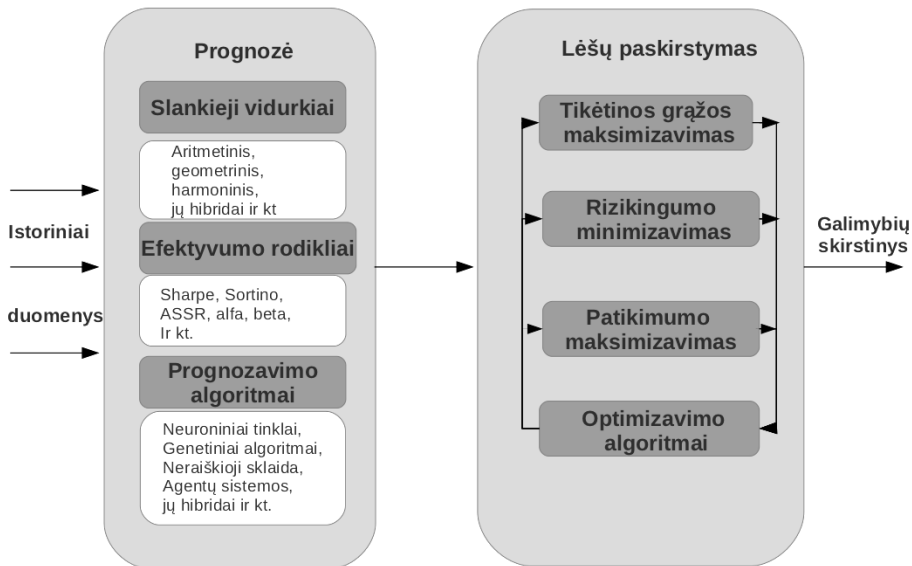 Istoriniai
duomenys
Prognozė
Slankieji vidurkiai
Aritmetinis,
geometrinis,
harmoninis,
jų hibridai ir kt
Efektyvumo rodikliai
Sharpe, Sortino,
ASSR, alfa, beta,
Ir kt.
Prognozavimo
algoritmai
Neuroniniai tinklai,
Genetiniai algoritmai,
Neraiškioji sklaida,
Agentų sistemos,
jų hibridai ir kt.
Lėšų paskirstymas
Tikėtinos grąžos
maksimizavimas
Rizikingumo
minimizavimas
Patikimumo
maksimizavimas
Optimizavimo
algoritmai
Galimybių
skirstinys